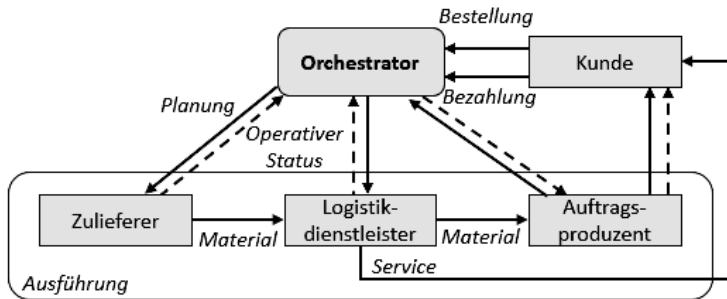 Bestellung
Orchestrator
Kunde
Planung
Bezahlung
Operativer
Status
Zulieferer
Logistik-
dienstleister
Auftrags-
produzent
Material
Material
Service
Ausführung